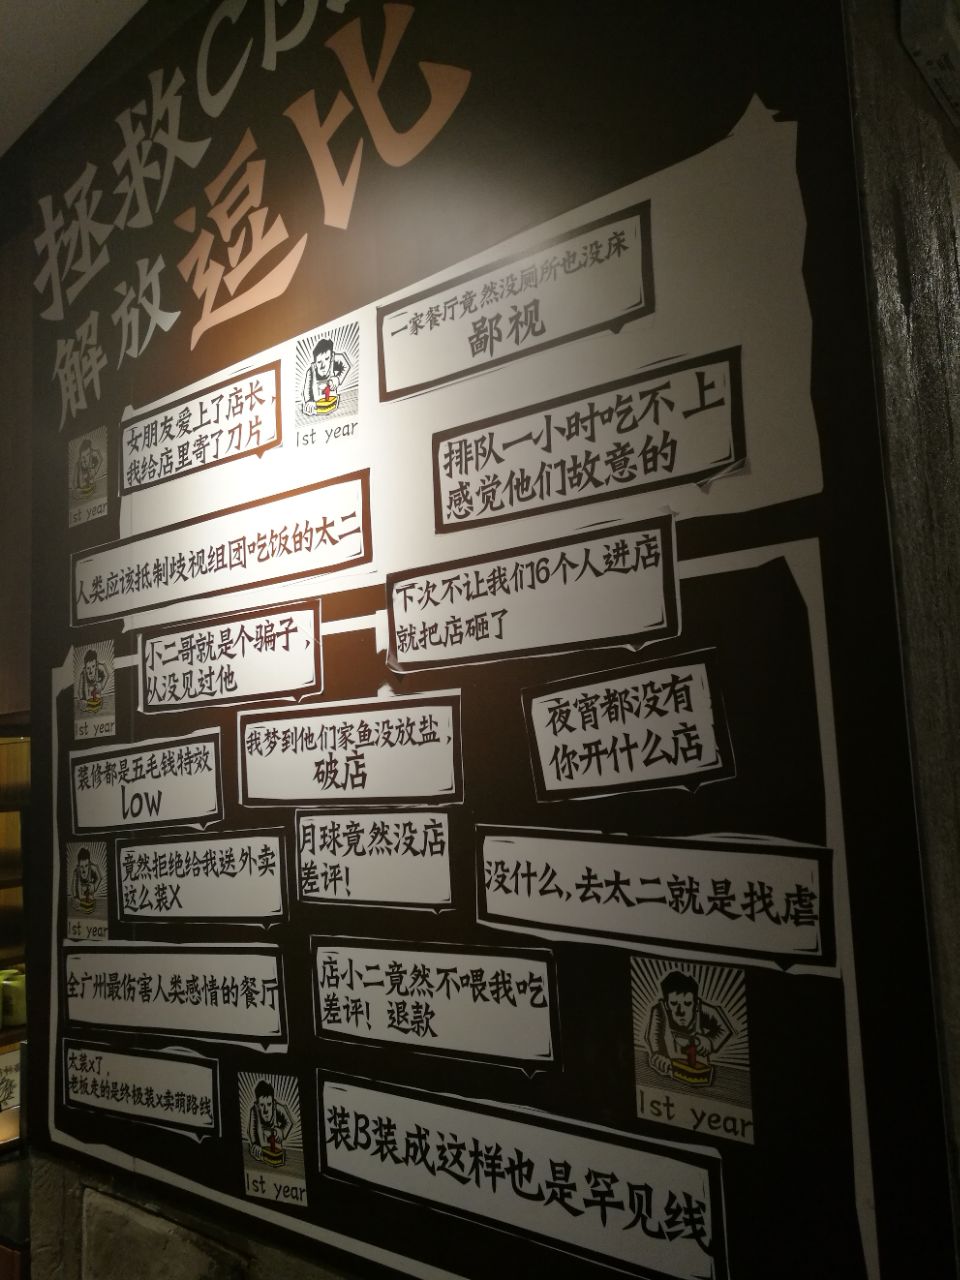 拯救CB
解放逗比
一家餐厅竟然没厕所也没床
鄙视
女朋友爱上了店长，
我给店里寄了刀片
1st year
排队一小时吃不上
感觉他们故意的
1st year
人类应该抵制歧视组团吃饭的太二
下次不让我们6个人进店
就把店砸了
小二哥就是个骗子，
从没见过他
1st year
我梦到他们家鱼没放盐，
破店
夜宵都没有
你开什么店
装修都是五毛钱特效
low
月球竟然没店
差评！
竟然拒绝给我送外卖
这么装X
1st year
没什么，去太二就是找虐
全广州最伤害人类感情的餐厅
店小二竟然不喂我吃
差评！退款
太装x了，
老板走的是终极装x卖萌路线
1st year
1st year
装B装成这样也是罕见线